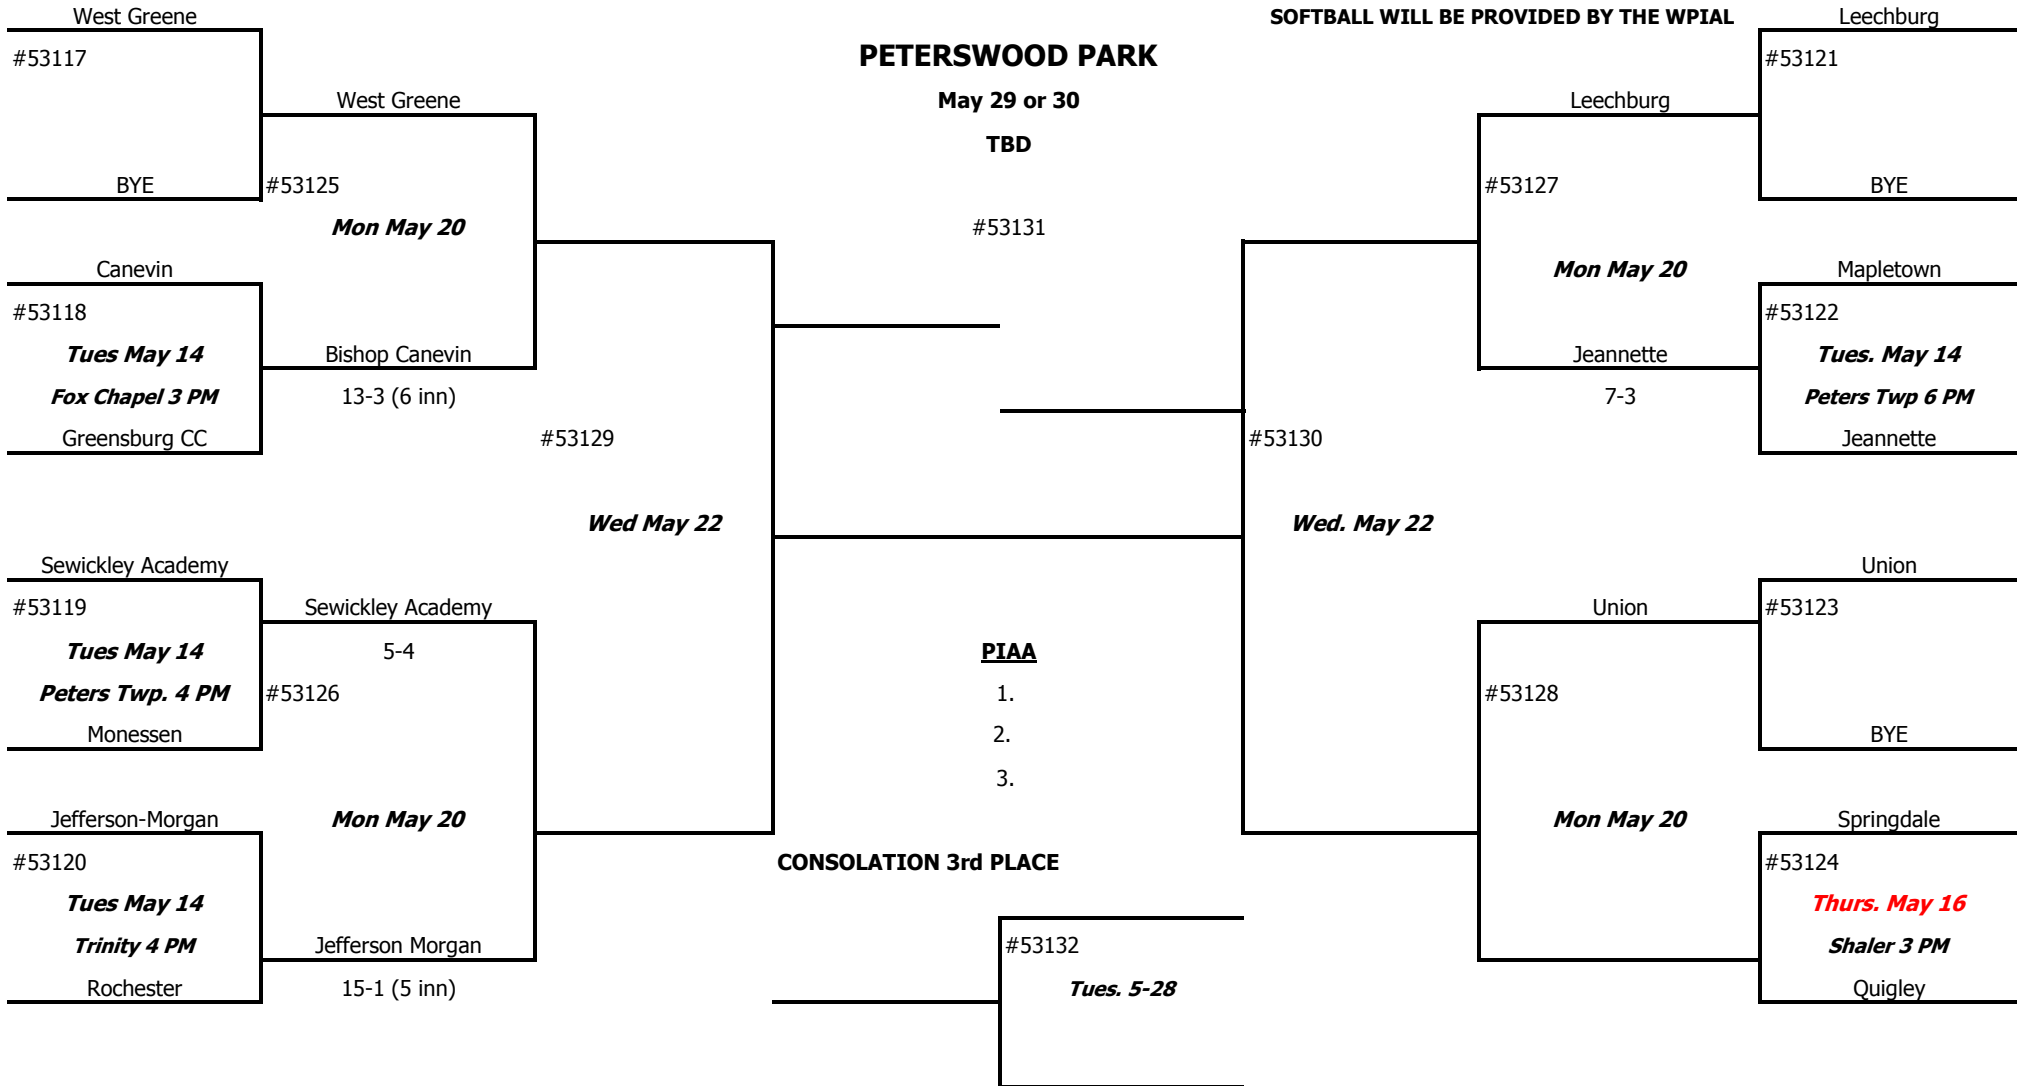 West Greene
#53117
BYE
Canevin
#53118
Tues May 14
Fox Chapel 3 PM
Greensburg CC
Sewickley Academy
#53119
Tues May 14
Peters Twp. 4 PM
Monessen
Jefferson-Morgan
#53120
Tues May 14
Trinity 4 PM
Rochester
West Greene
#53125
Mon May 20
Bishop Canevin
13-3 (6 inn)
Sewickley Academy
5-4
#53126
Mon May 20
Jefferson Morgan
15-1 (5 inn)
#53129
Wed May 22
SOFTBALL WILL BE PROVIDED BY THE WPIAL
PETERSWOOD PARK
May 29 or 30
TBD
#53131
PIAA
1.
2.
3.
CONSOLATION 3rd PLACE
#53132
Tues. 5-28
#53130
Wed. May 22
Leechburg
#53127
Mon May 20
Jeannette
7-3
Union
#53128
Mon May 20
Leechburg
#53121
BYE
Mapletown
#53122
Tues. May 14
Peters Twp 6 PM
Jeannette
Union
#53123
BYE
Springdale
#53124
Thurs. May 16
Shaler 3 PM
Quigley